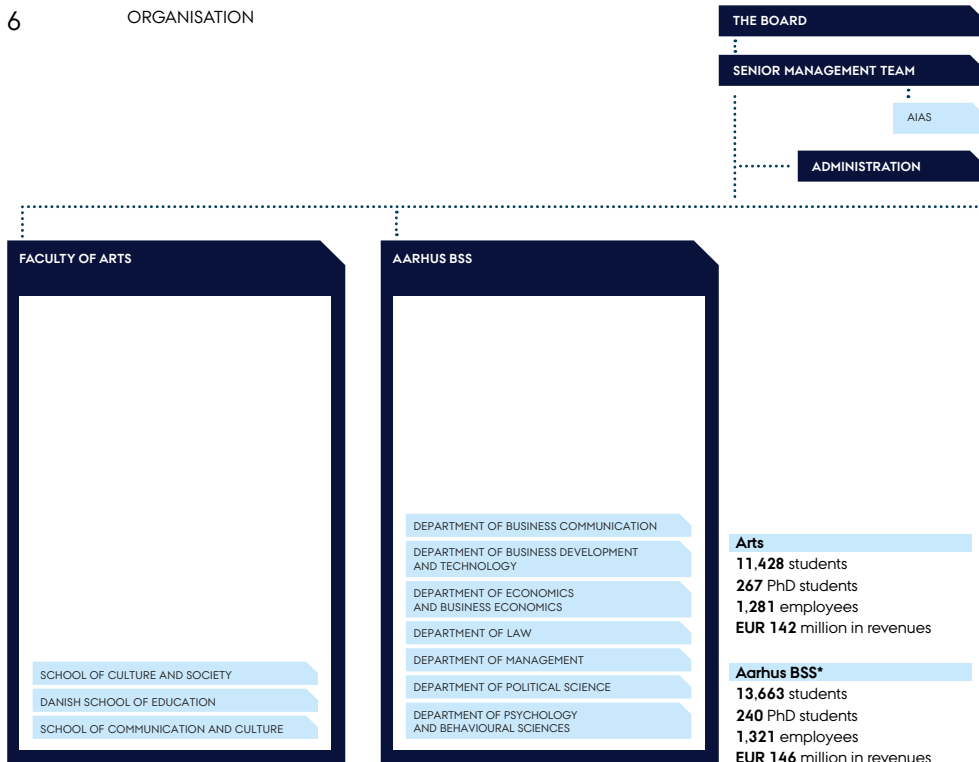 6
ORGANISATION
THE BOARD
SENIOR MANAGEMENT TEAM
AIAS
ADMINISTRATION
FACULTY OF ARTS
SCHOOL OF CULTURE AND SOCIETY
DANISH SCHOOL OF EDUCATION
SCHOOL OF COMMUNICATION AND CULTURE
AARHUS BSS
DEPARTMENT OF BUSINESS COMMUNICATION
DEPARTMENT OF BUSINESS DEVELOPMENT
AND TECHNOLOGY
DEPARTMENT OF ECONOMICS
AND BUSINESS ECONOMICS
DEPARTMENT OF LAW
DEPARTMENT OF MANAGEMENT
DEPARTMENT OF POLITICAL SCIENCE
DEPARTMENT OF PSYCHOLOGY
AND BEHAVIOURAL SCIENCES
Arts
11,428 students
267 PhD students
1,281 employees
EUR 142 million in revenues
Aarhus BSS*
13,663 students
240 PhD students
1,321 employees
EUR 146 million in revenues